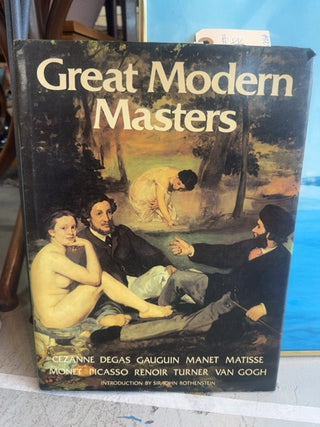 Great Modern
Masters
CEZANNE DEGAS GAUGUIN MANET MATISSE
MONET PICASSO RENOIR TURNER VAN GOGH
INTRODUCTION BY SIR JOHN ROTHENSTEIN